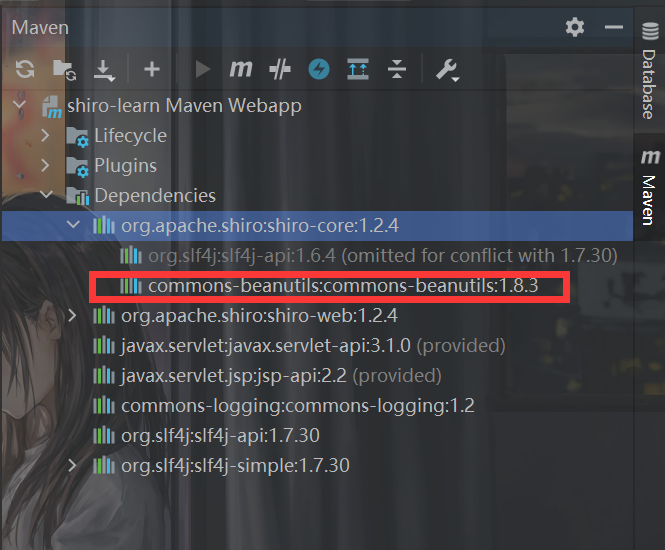 Maven
shiro-learn Maven Webapp
Lifecycle
Plugins
Dependencies
org.apache.shiro:shiro-core:1.2.4
org.slf4j:slf4j-api:1.6.4 (omitted for conflict with 1.7.30)
commons-beanutils:commons-beanutils:1.8.3
org.apache.shiro:shiro-web:1.2.4
javax.servlet:javax.servlet-api:3.1.0 (provided)
javax.servlet.jsp:jsp-api:2.2 (provided)
commons-logging:commons-logging:1.2
org.slf4j:slf4j-api:1.7.30
org.slf4j:slf4j-simple:1.7.30
Database
Maven